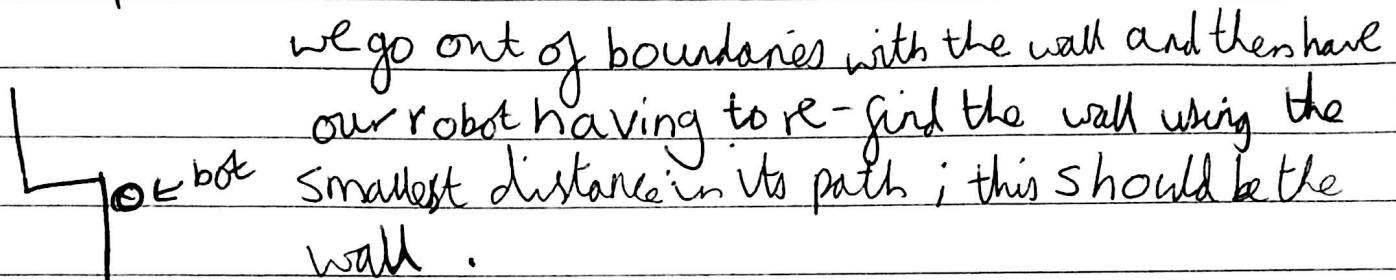 we go out of boundaries with the wall and then have
our robot having to re-find the wall using the
bot smallest distance in its path ; this should be the
wall .